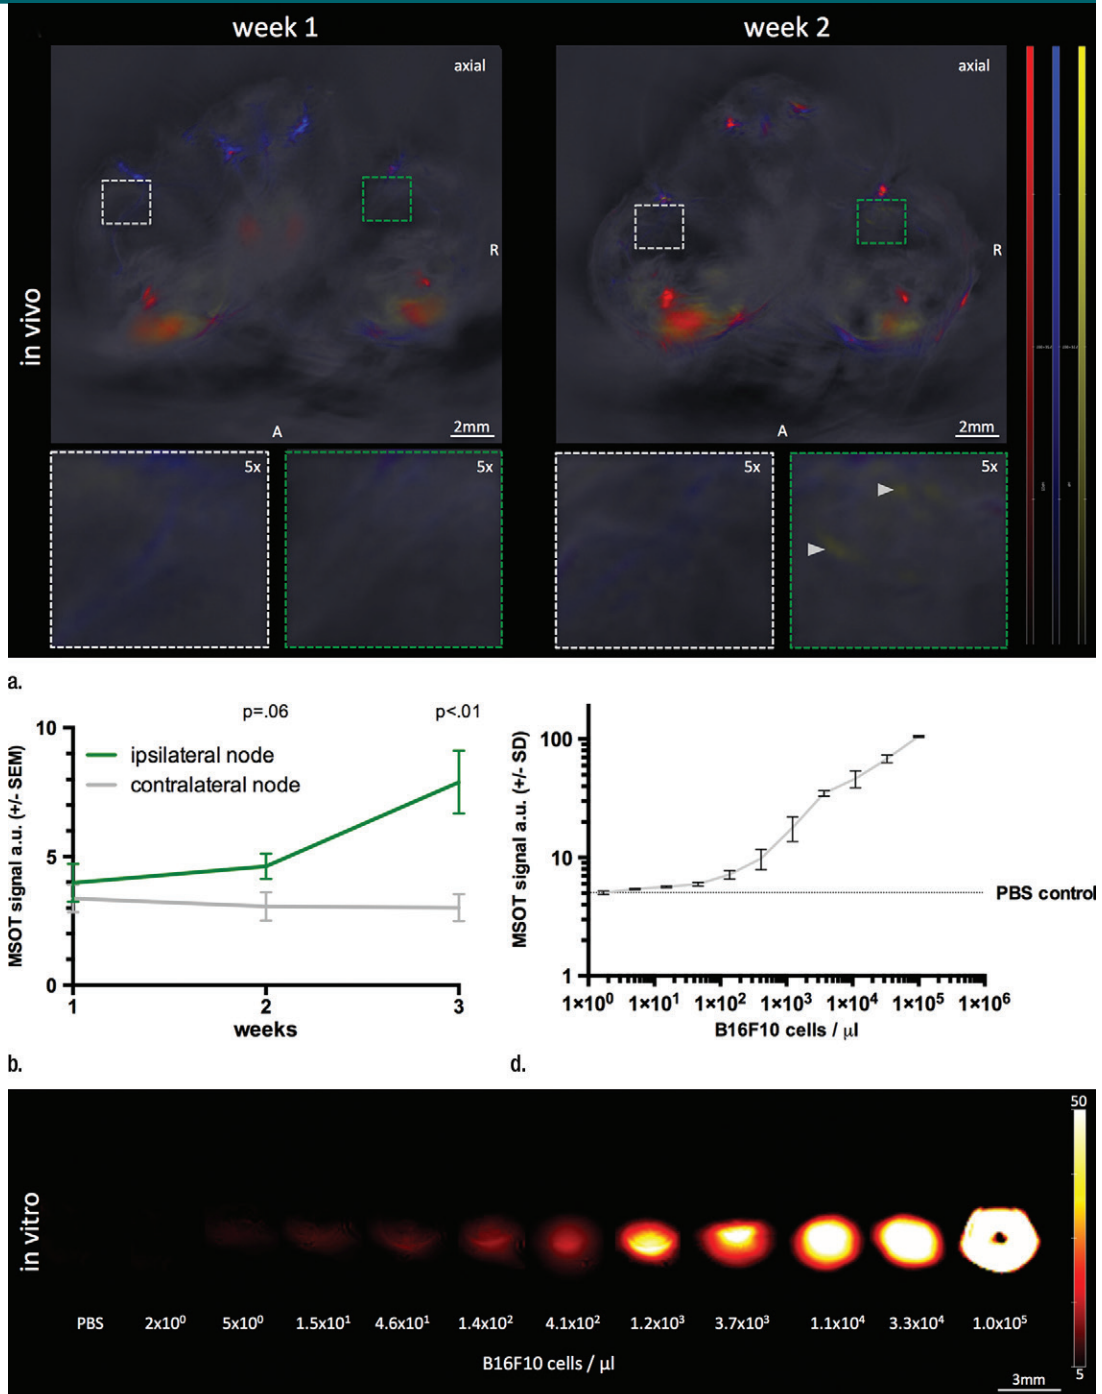 week 1
week 2
axial
axial
in vivo
R
R
2mm
2mm
A
A
5x
5x
5x
5x
a.
p=.06
p<.01
10
5
0
MSOT signal a.u. (+/- SEM)
ipsilateral node
contralateral node
1
2
3
weeks
b.
100
10
1
MSOT signal a.u. (+/- SD)
PBS control
1×10⁰
1×10¹
1×10²
1×10³
1×10⁴
1×10⁵
1×10⁶
B16F10 cells / μl
d.
50
in vitro
PBS
2x10⁰
5x10⁰
1.5x10¹
4.6x10¹
1.4x10²
4.1x10²
1.2x10³
3.7x10³
1.1x10⁴
3.3x10⁴
1.0x10⁵
B16F10 cells / μl
5
3mm